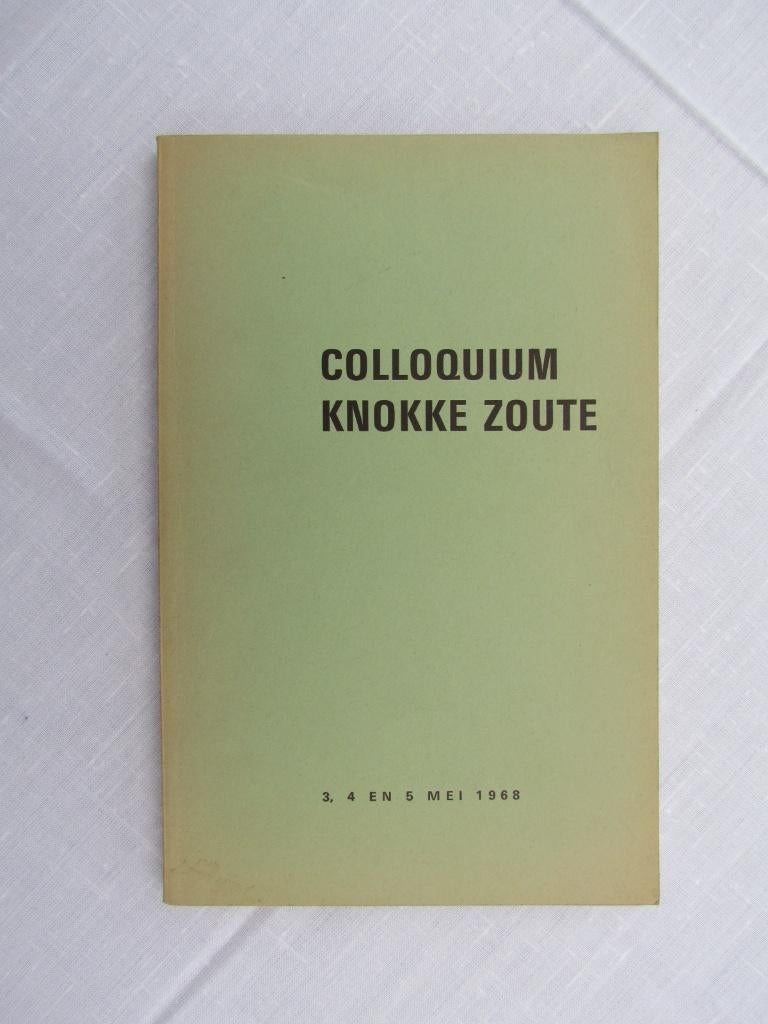 COLLOQUIUM
KNOKKE ZOUTE
3, 4 EN 5 MEI 1968